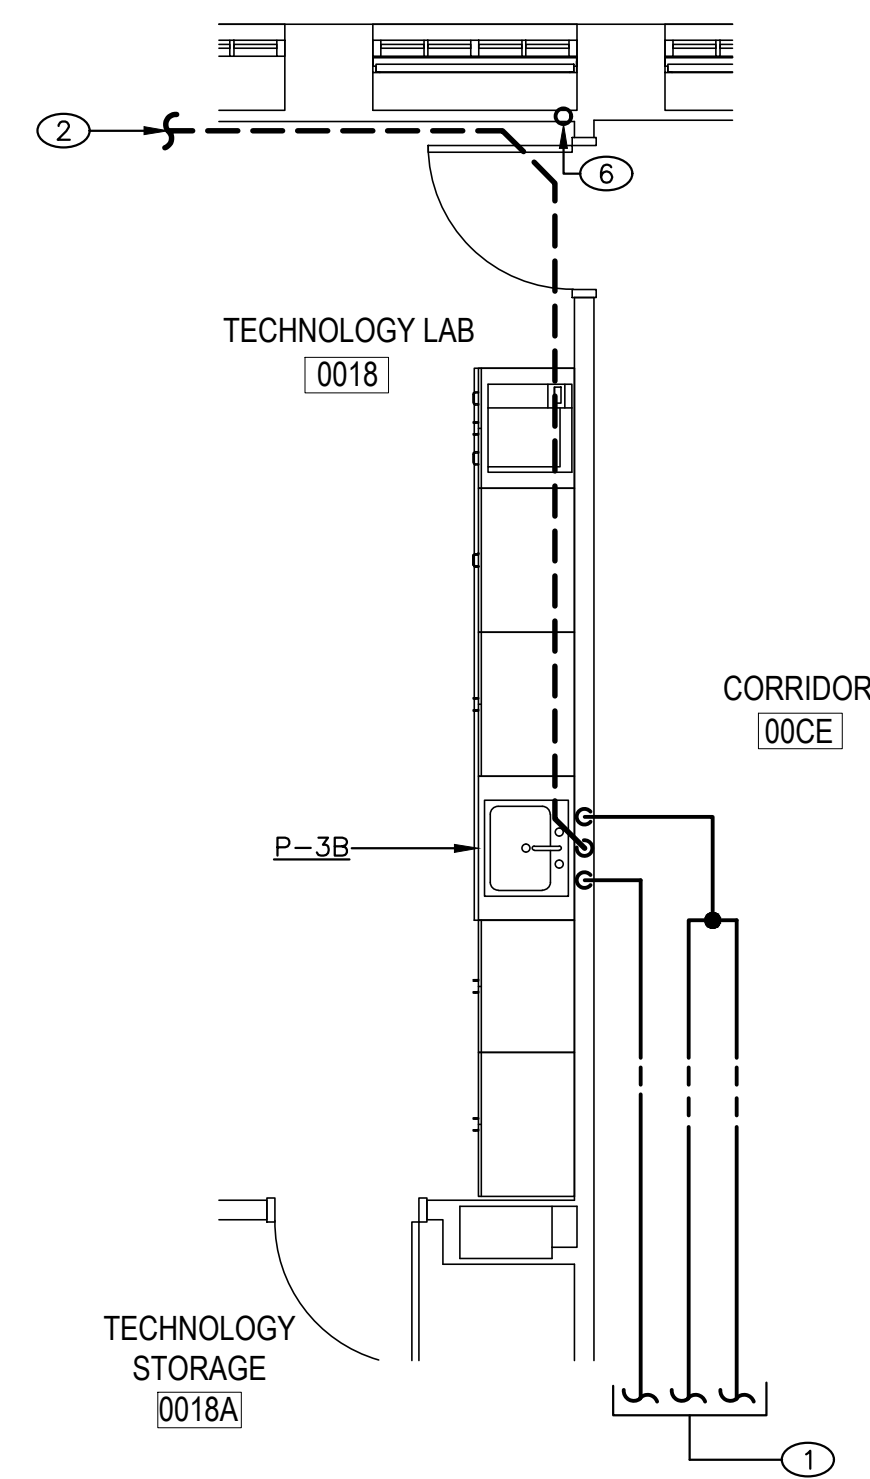 2
6
TECHNOLOGY LAB
0018
CORRIDOR
00CE
P-3B
TECHNOLOGY
STORAGE
0018A
1